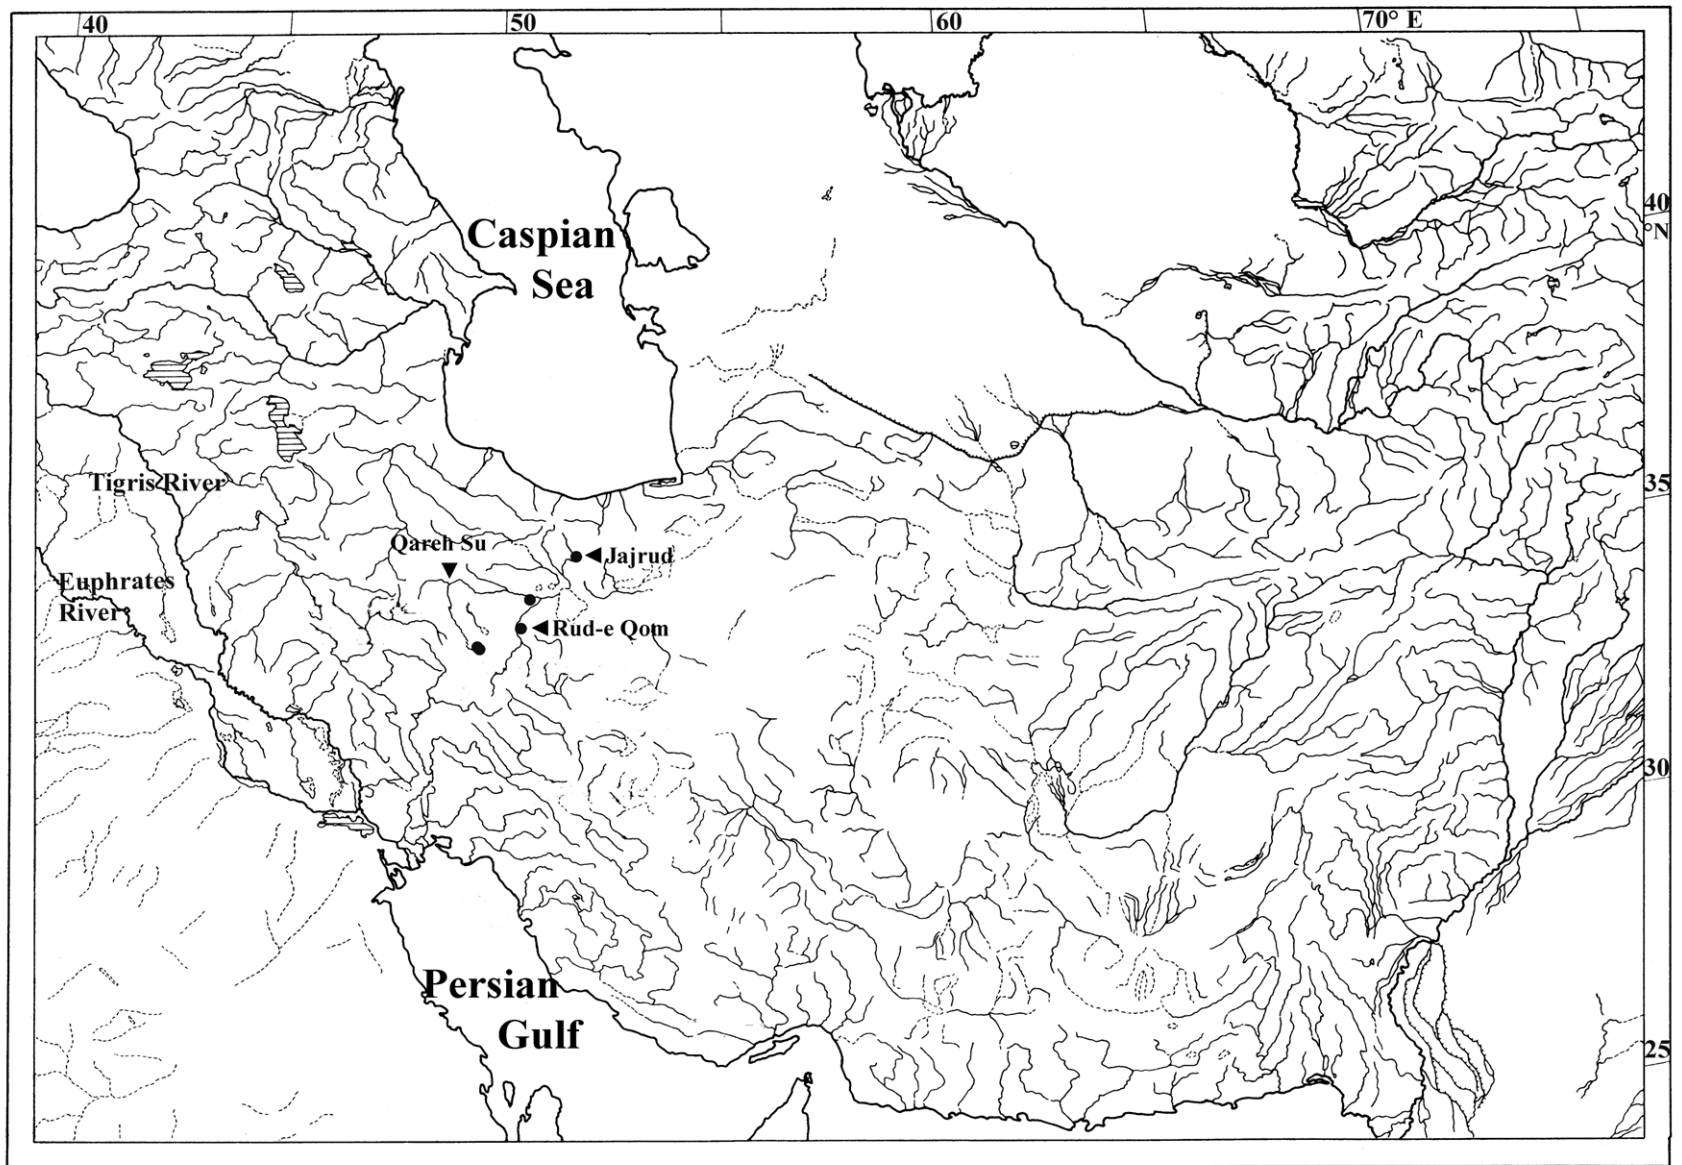 40
50
60
70° E
40
°N
Caspian
Sea
Tigris River
35
Qareh Su
Jajrud
Euphrates
River
Rud-e Qom
30
Persian
Gulf
25